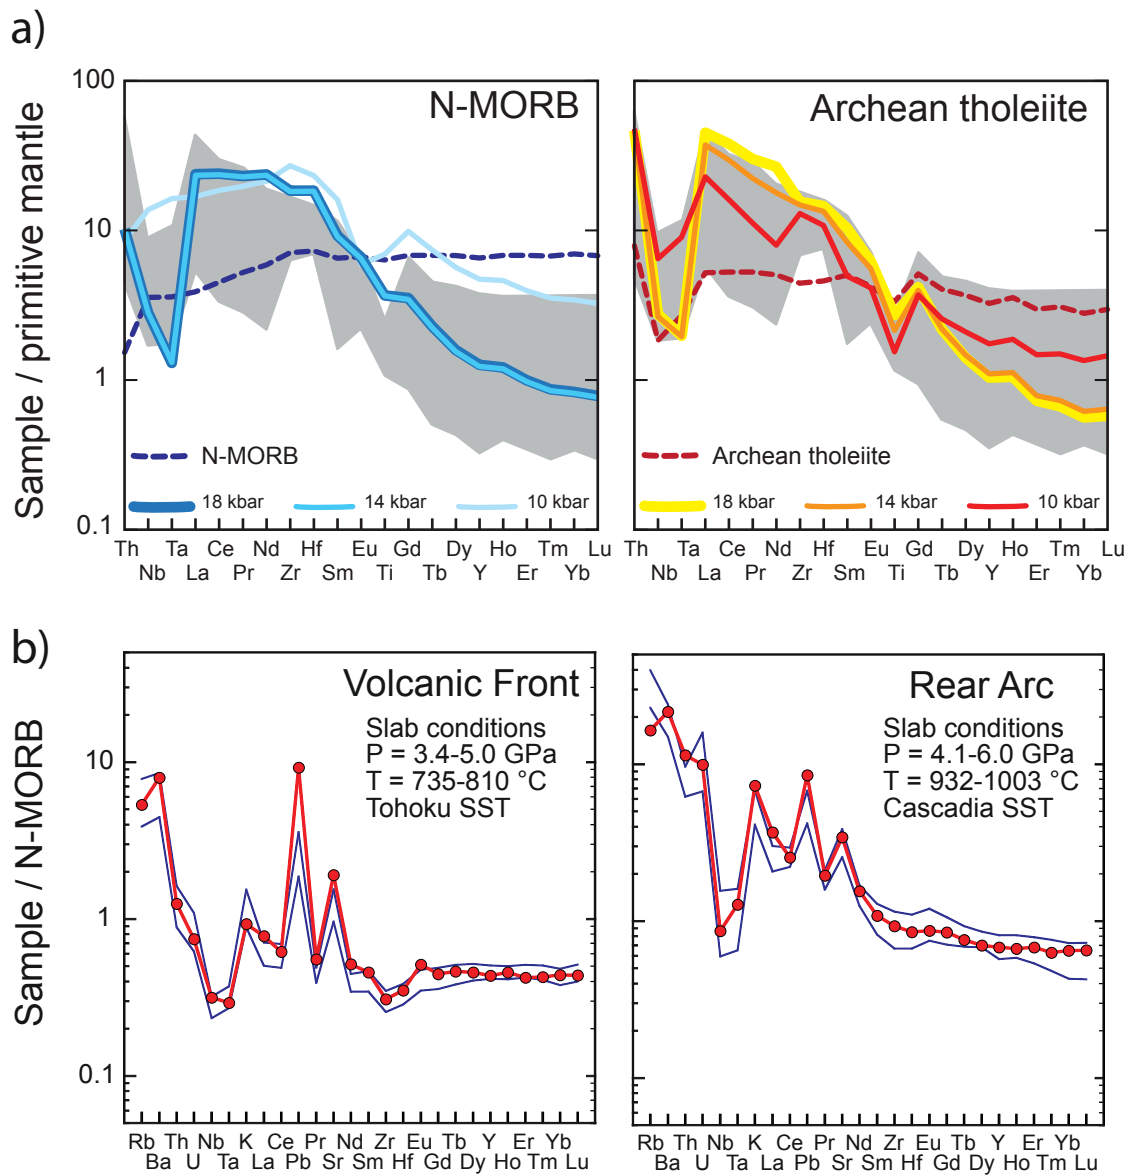 a)
Sample / primitive mantle
100
10
1
0.1
N-MORB
N-MORB
18 kbar 14 kbar 10 kbar
Th Ta Ce Nd Hf Eu Gd Dy Ho Tm Lu
Nb La Pr Zr Sm Ti Tb Y Er Yb
Archean tholeiite
Archean tholeiite
18 kbar 14 kbar 10 kbar
Th Ta Ce Nd Hf Eu Gd Dy Ho Tm Lu
Nb La Pr Zr Sm Ti Tb Y Er Yb
b)
Sample / N-MORB
10
1
0.1
Volcanic Front
Slab conditions
P = 3.4-5.0 GPa
T = 735-810 °C
Tohoku SST
Rb Th Nb K Ce Pr Nd Zr Eu Tb Y Er Yb
Ba U Ta La Pb Sr Sm Hf Gd Dy Ho Tm Lu
Rear Arc
Slab conditions
P = 4.1-6.0 GPa
T = 932-1003 °C
Cascadia SST
Rb Th Nb K Ce Pr Nd Zr Eu Tb Y Er Yb
Ba U Ta La Pb Sr Sm Hf Gd Dy Ho Tm Lu